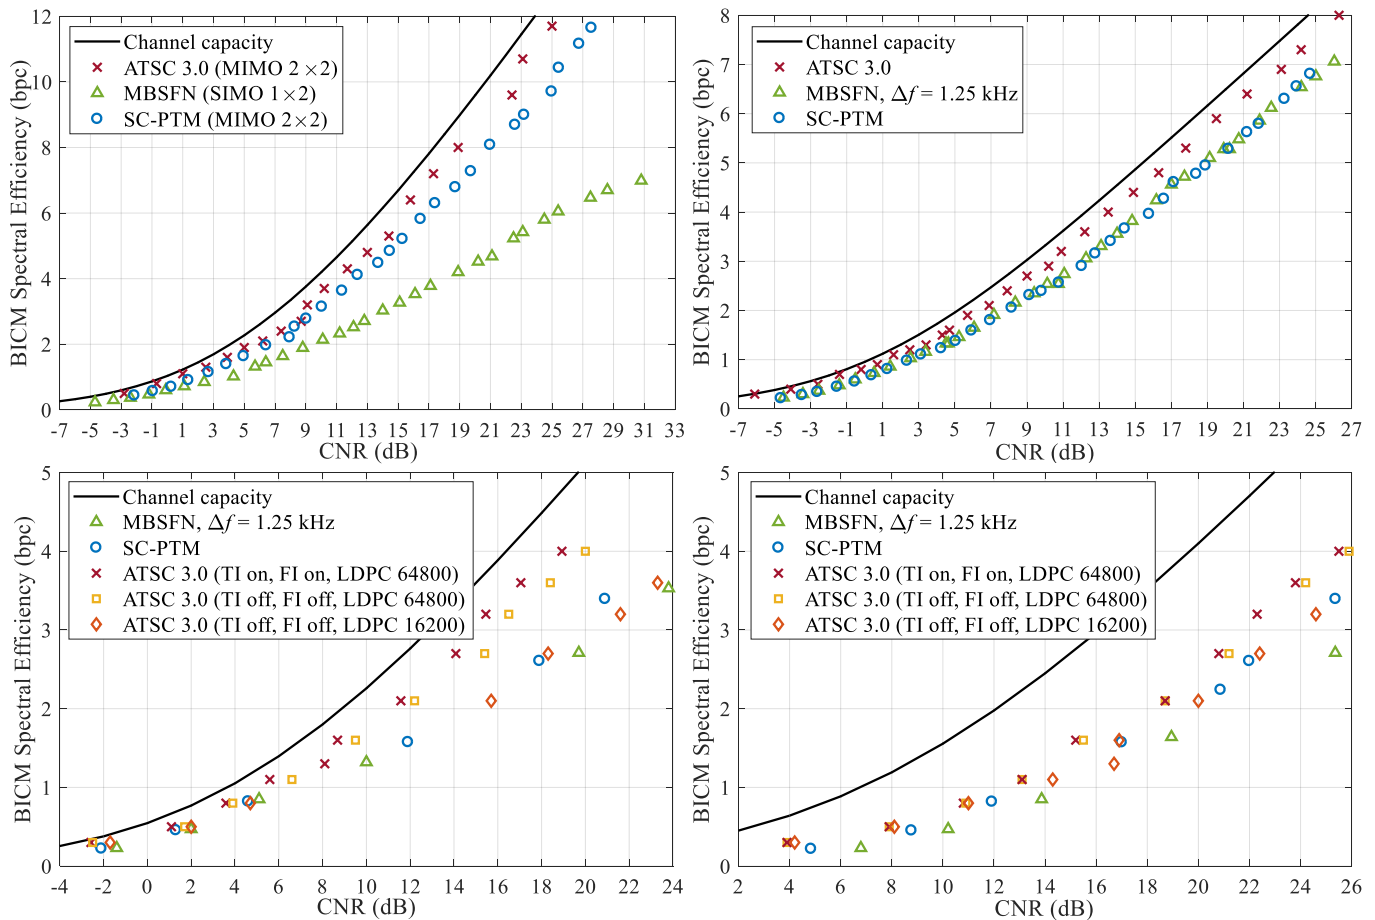 BICM Spectral Efficiency (bpc)
12
10
8
6
4
2
0
Channel capacity
ATSC 3.0 (MIMO 2×2)
MBSFN (SIMO 1×2)
SC-PTM (MIMO 2×2)
-7 -5 -3 -1 1 3 5 7 9 11 13 15 17 19 21 23 25 27 29 31 33
CNR (dB)
BICM Spectral Efficiency (bpc)
8
7
6
5
4
3
2
1
0
Channel capacity
ATSC 3.0
MBSFN, Δf = 1.25 kHz
SC-PTM
-7 -5 -3 -1 1 3 5 7 9 11 13 15 17 19 21 23 25 27
CNR (dB)
BICM Spectral Efficiency (bpc)
5
4
3
2
1
0
Channel capacity
MBSFN, Δf = 1.25 kHz
SC-PTM
ATSC 3.0 (TI on, FI on, LDPC 64800)
ATSC 3.0 (TI off, FI off, LDPC 64800)
ATSC 3.0 (TI off, FI off, LDPC 16200)
-4 -2 0 2 4 6 8 10 12 14 16 18 20 22 24
CNR (dB)
BICM Spectral Efficiency (bpc)
5
4
3
2
1
0
Channel capacity
MBSFN, Δf = 1.25 kHz
SC-PTM
ATSC 3.0 (TI on, FI on, LDPC 64800)
ATSC 3.0 (TI off, FI off, LDPC 64800)
ATSC 3.0 (TI off, FI off, LDPC 16200)
2 4 6 8 10 12 14 16 18 20 22 24 26
CNR (dB)